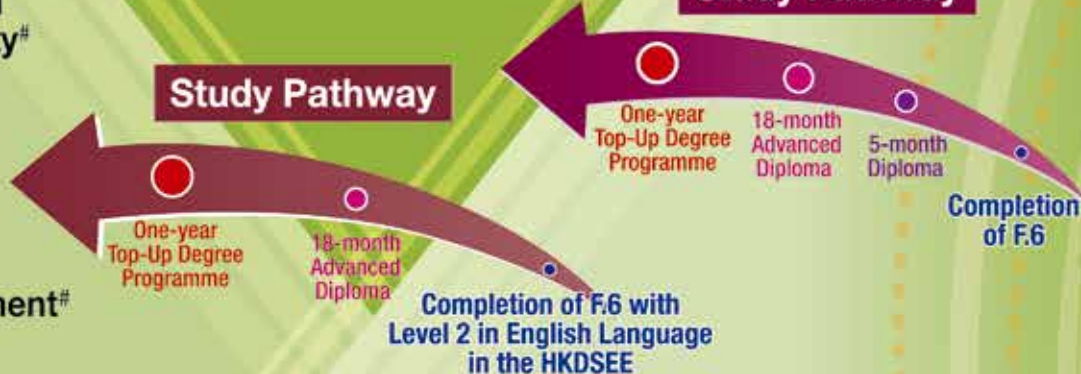 Study Pathway
One-year
Top-Up Degree
Programme
18-month
Advanced
Diploma
Completion of F.6 with
Level 2 in English Language
in the HKDSEE
One-year
Top-Up Degree
Programme
18-month
Advanced
Diploma
5-month
Diploma
Completion
of F.6